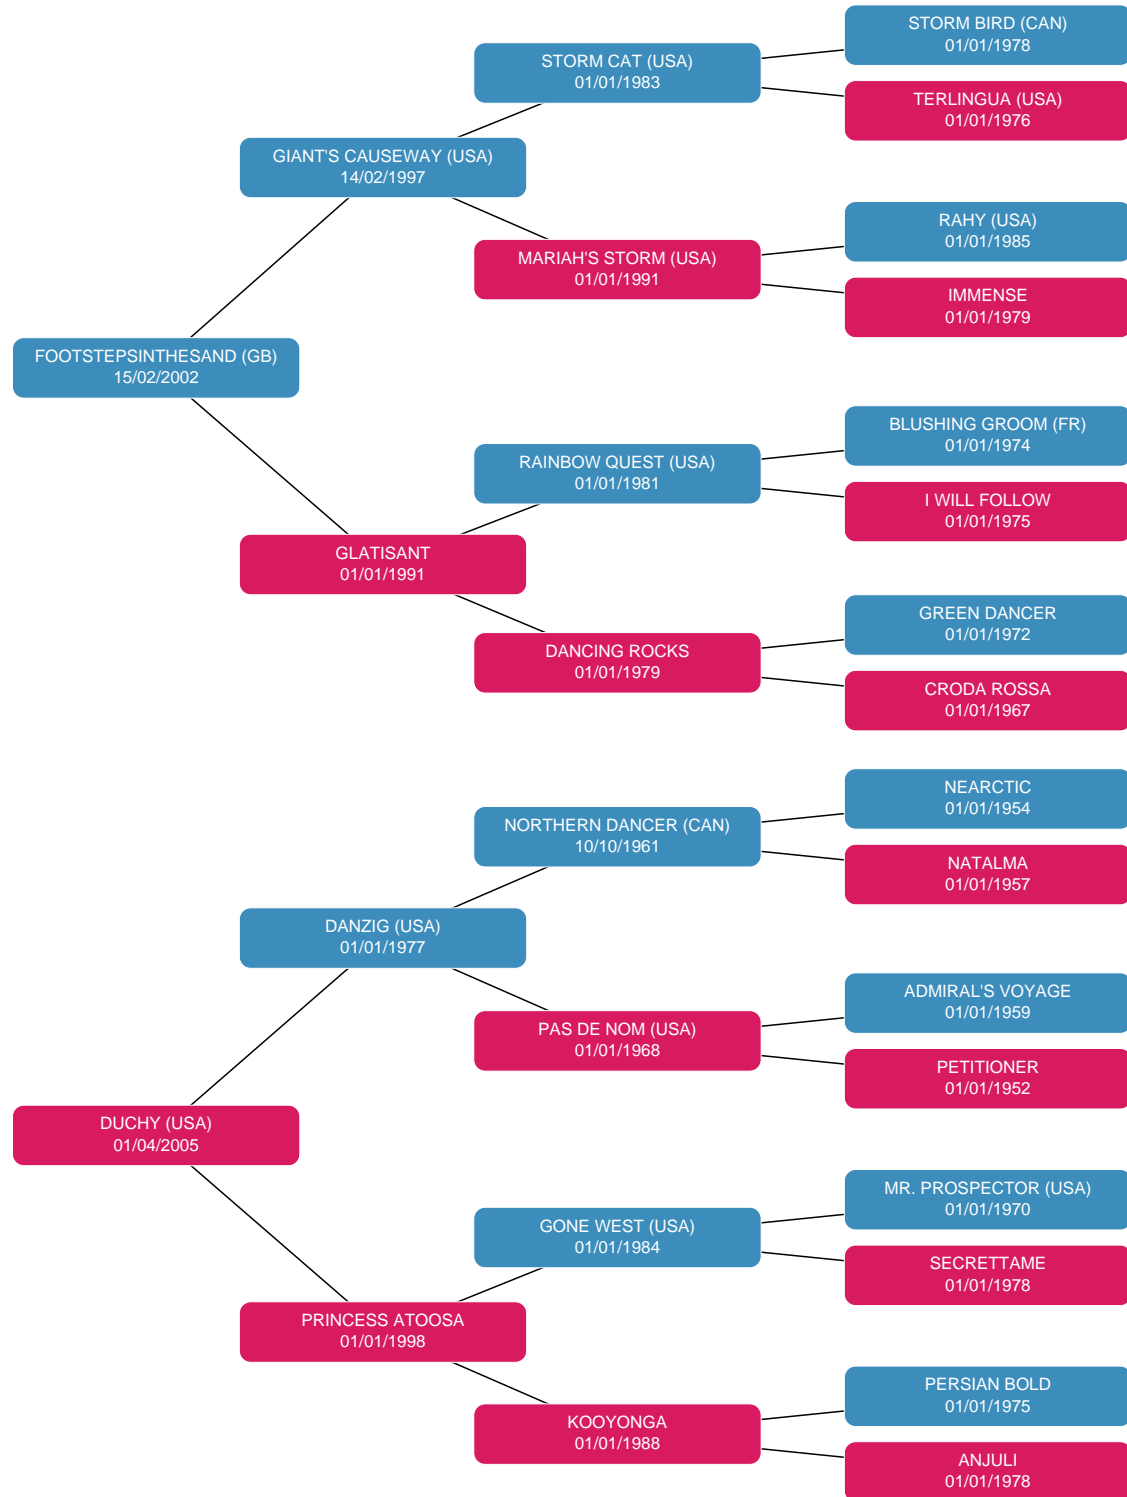 STORM BIRD (CAN)
01/01/1978
STORM CAT (USA)
01/01/1983
TERLINGUA (USA)
01/01/1976
GIANT'S CAUSEWAY (USA)
14/02/1997
RAHY (USA)
01/01/1985
MARIAH'S STORM (USA)
01/01/1991
IMMENSE
01/01/1979
FOOTSTEPSINTHESAND (GB)
15/02/2002
BLUSHING GROOM (FR)
01/01/1974
RAINBOW QUEST (USA)
01/01/1981
I WILL FOLLOW
01/01/1975
GLATISANT
01/01/1991
GREEN DANCER
01/01/1972
DANCING ROCKS
01/01/1979
CRODA ROSSA
01/01/1967
NEARCTIC
01/01/1954
NORTHERN DANCER (CAN)
10/10/1961
NATALMA
01/01/1957
DANZIG (USA)
01/01/1977
ADMIRAL'S VOYAGE
01/01/1959
PAS DE NOM (USA)
01/01/1968
PETITIONER
01/01/1952
DUCHY (USA)
01/04/2005
MR. PROSPECTOR (USA)
01/01/1970
GONE WEST (USA)
01/01/1984
SECRETTAME
01/01/1978
PRINCESS ATOOSA
01/01/1998
PERSIAN BOLD
01/01/1975
KOOYONGA
01/01/1988
ANJULI
01/01/1978